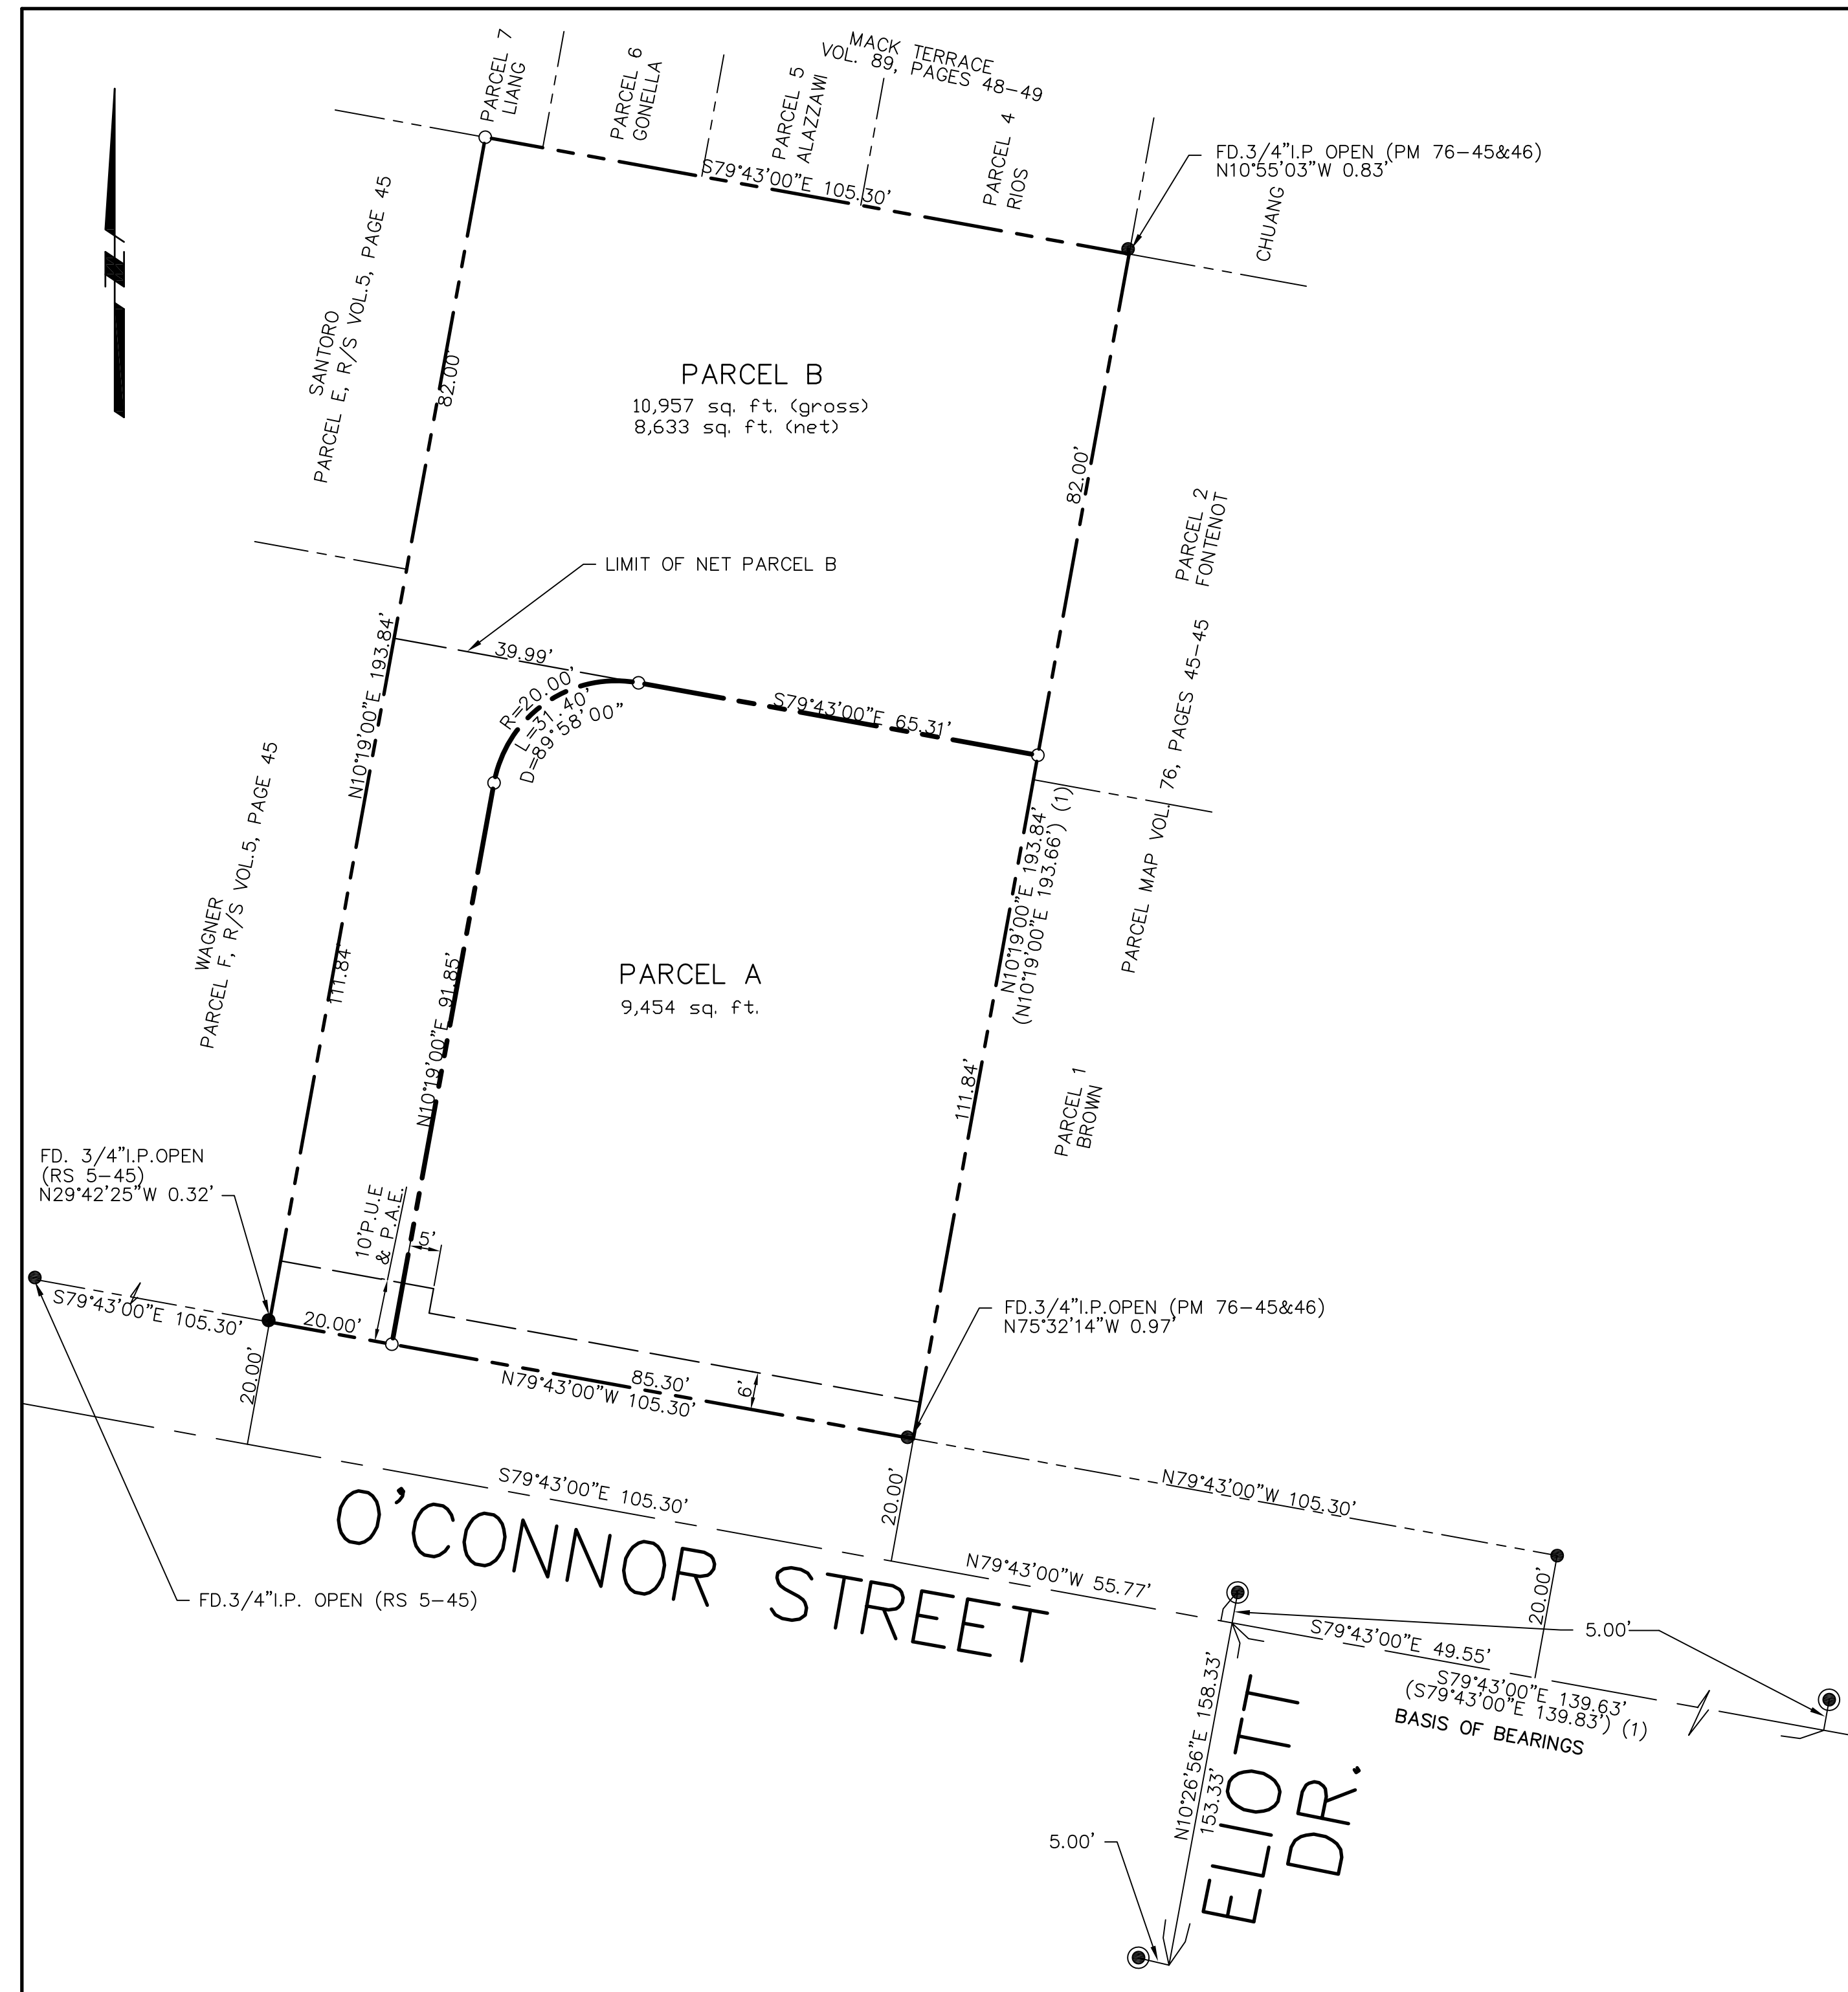 MACK TERRACE
VOL. 89, PAGES 48-49
PARCEL 7
LIANG
PARCEL 6
GONELLA
PARCEL 5
ALAZZAWI
PARCEL 4
RIOS
CHUANG
FD.3/4"I.P OPEN (PM 76-45&46)
N10°55'03"W 0.83'
S79°43'00"E 105.30'
N
SANTORO
PARCEL E, R/S VOL.5, PAGE 45
82.00'
PARCEL B
10,957 sq. ft. (gross)
8,633 sq. ft. (net)
82.00'
PARCEL 2
FONTENOT
LIMIT OF NET PARCEL B
39.99'
N10°19'00"E 193.84'
R=20.00'
L=31.40'
D=89°58'00"
S79°43'00"E 65.31'
PARCEL MAP VOL. 76, PAGES 45-45
N10°19'00"E 193.84'
(N10°19'00"E 193.66') (1)
WAGNER
PARCEL F, R/S VOL.5, PAGE 45
111.84'
N10°19'00"E 91.85'
PARCEL A
9,454 sq. ft.
111.84'
PARCEL 1
BROWN
FD. 3/4"I.P.OPEN
(RS 5-45)
N29°42'25"W 0.32'
10'P.U.E
& P.A.E.
5'
S79°43'00"E 105.30'
20.00'
20.00'
85.30'
N79°43'00"W 105.30'
6'
FD.3/4"I.P.OPEN (PM 76-45&46)
N75°32'14"W 0.97'
S79°43'00"E 105.30'
20.00'
N79°43'00"W 105.30'
O'CONNOR STREET
N79°43'00"W 55.77'
20.00'
FD.3/4"I.P. OPEN (RS 5-45)
5.00'
S79°43'00"E 49.55'
S79°43'00"E 139.63'
(S79°43'00"E 139.83') (1)
BASIS OF BEARINGS
N10°26'56"E 158.33'
153.33'
ELIOTT
DR.
5.00'